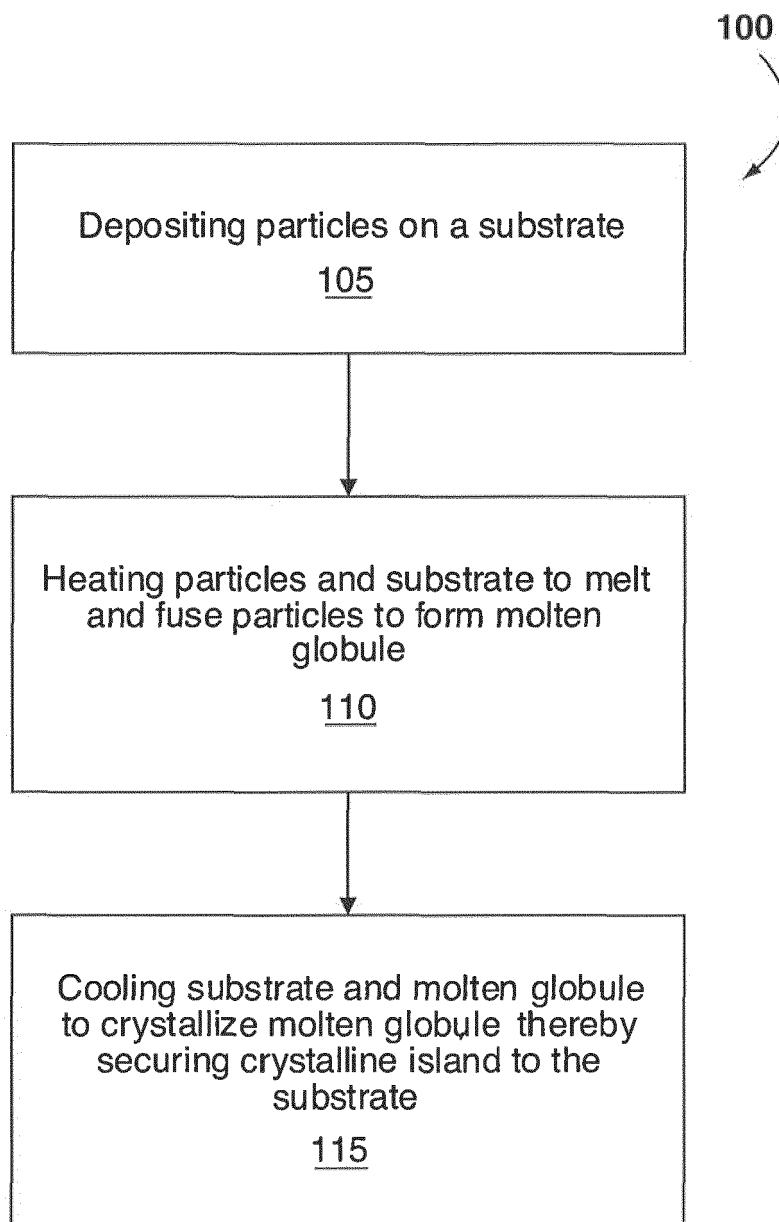 100
Depositing particles on a substrate
105
Heating particles and substrate to melt
and fuse particles to form molten
globule
110
Cooling substrate and molten globule
to crystallize molten globule thereby
securing crystalline island to the
substrate
115